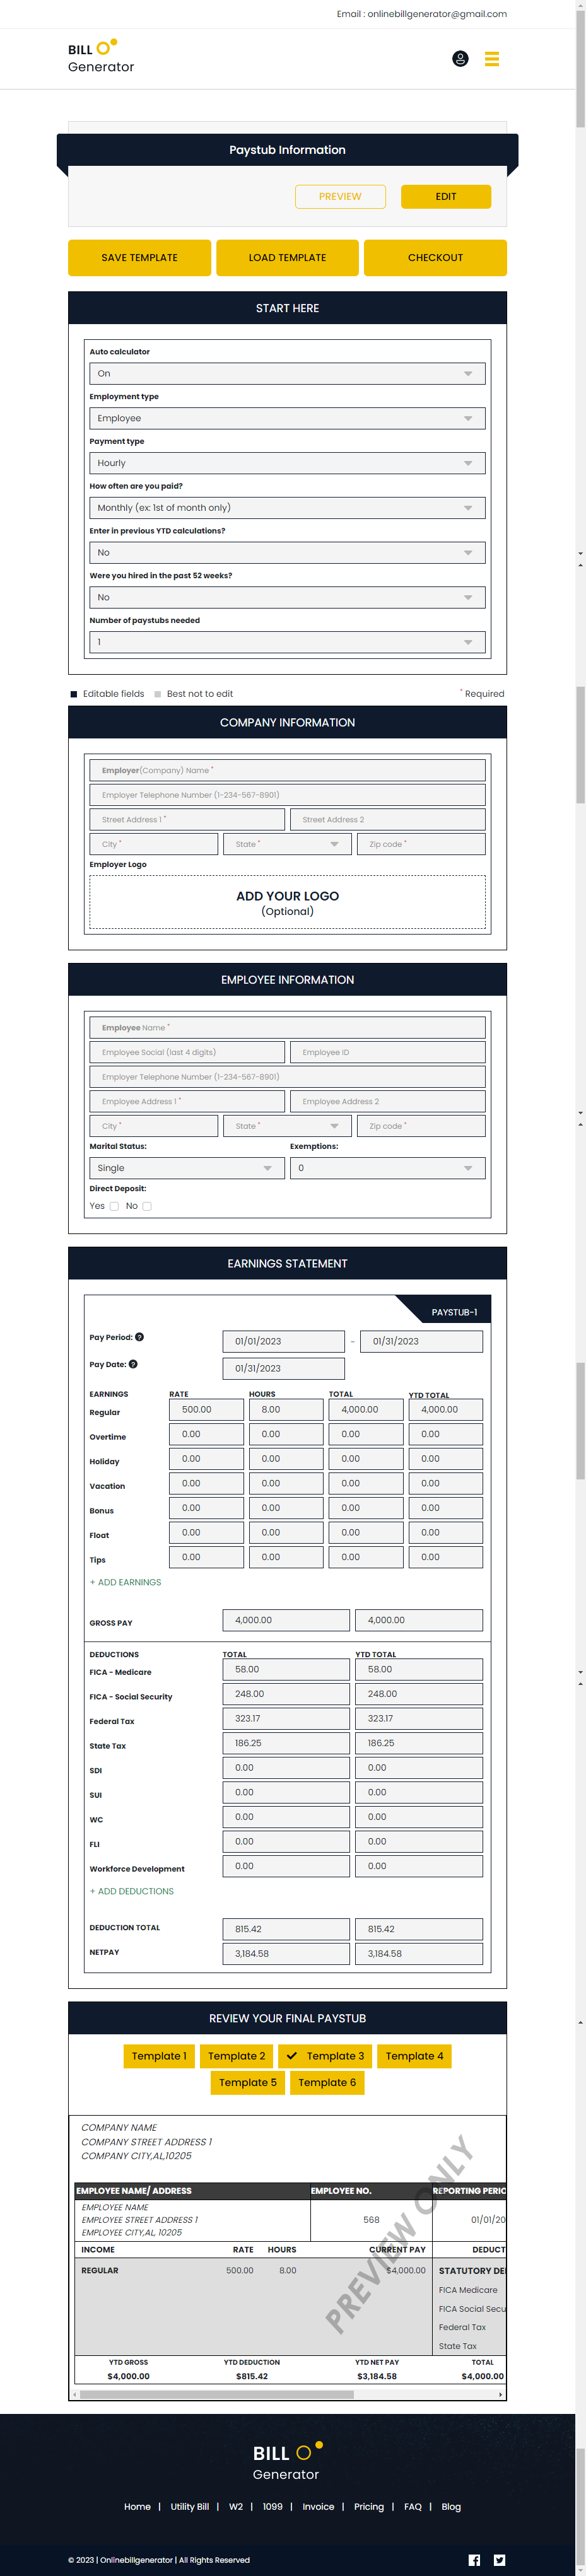 Email : onlinebillgenerator@gmail.com
BILL
Generator
Paystub Information
PREVIEW EDIT
SAVE TEMPLATE LOAD TEMPLATE CHECKOUT
START HERE
Auto calculator
On
Employment type
Employee
Payment type
Hourly
How often are you paid?
Monthly (ex: 1st of month only)
Enter in previous YTD calculations?
No
Were you hired in the past 52 weeks?
No
Number of paystubs needed
1
Editable fields Best not to edit * Required
COMPANY INFORMATION
Employer(Company) Name *
Employer Telephone Number (1-234-567-8901)
Street Address 1 * Street Address 2
City * State * Zip code *
Employer Logo
ADD YOUR LOGO
(Optional)
EMPLOYEE INFORMATION
Employee Name *
Employee Social (last 4 digits) Employee ID
Employer Telephone Number (1-234-567-8901)
Employee Address 1 * Employee Address 2
City * State * Zip code *
Marital Status: Exemptions:
Single 0
Direct Deposit:
Yes No
EARNINGS STATEMENT
PAYSTUB-1
Pay Period: ? 01/01/2023 - 01/31/2023
Pay Date: ? 01/31/2023
EARNINGS RATE HOURS TOTAL YTD TOTAL
Regular 500.00 8.00 4,000.00 4,000.00
Overtime 0.00 0.00 0.00 0.00
Holiday 0.00 0.00 0.00 0.00
Vacation 0.00 0.00 0.00 0.00
Bonus 0.00 0.00 0.00 0.00
Float 0.00 0.00 0.00 0.00
Tips 0.00 0.00 0.00 0.00
+ ADD EARNINGS
GROSS PAY 4,000.00 4,000.00
DEDUCTIONS TOTAL YTD TOTAL
FICA - Medicare 58.00 58.00
FICA - Social Security 248.00 248.00
Federal Tax 323.17 323.17
State Tax 186.25 186.25
SDI 0.00 0.00
SUI 0.00 0.00
WC 0.00 0.00
FLI 0.00 0.00
Workforce Development 0.00 0.00
+ ADD DEDUCTIONS
DEDUCTION TOTAL 815.42 815.42
NETPAY 3,184.58 3,184.58
REVIEW YOUR FINAL PAYSTUB
Template 1 Template 2 Template 3 Template 4
Template 5 Template 6
COMPANY NAME
COMPANY STREET ADDRESS 1
COMPANY CITY,AL,10205
PREVIEW ONLY
EMPLOYEE NAME/ ADDRESS EMPLOYEE NO. REPORTING PERIO
EMPLOYEE NAME
EMPLOYEE STREET ADDRESS 1 568 01/01/20
EMPLOYEE CITY,AL, 10205
INCOME RATE HOURS CURRENT PAY DEDUCT
REGULAR 500.00 8.00 $4,000.00 STATUTORY DE
FICA Medicare
FICA Social Secu
Federal Tax
State Tax
YTD GROSS YTD DEDUCTION YTD NET PAY TOTAL
$4,000.00 $815.42 $3,184.58 $4,000.00
BILL
Generator
Home | Utility Bill | W2 | 1099 | Invoice | Pricing | FAQ | Blog
© 2023 | Onlinebillgenerator | All Rights Reserved